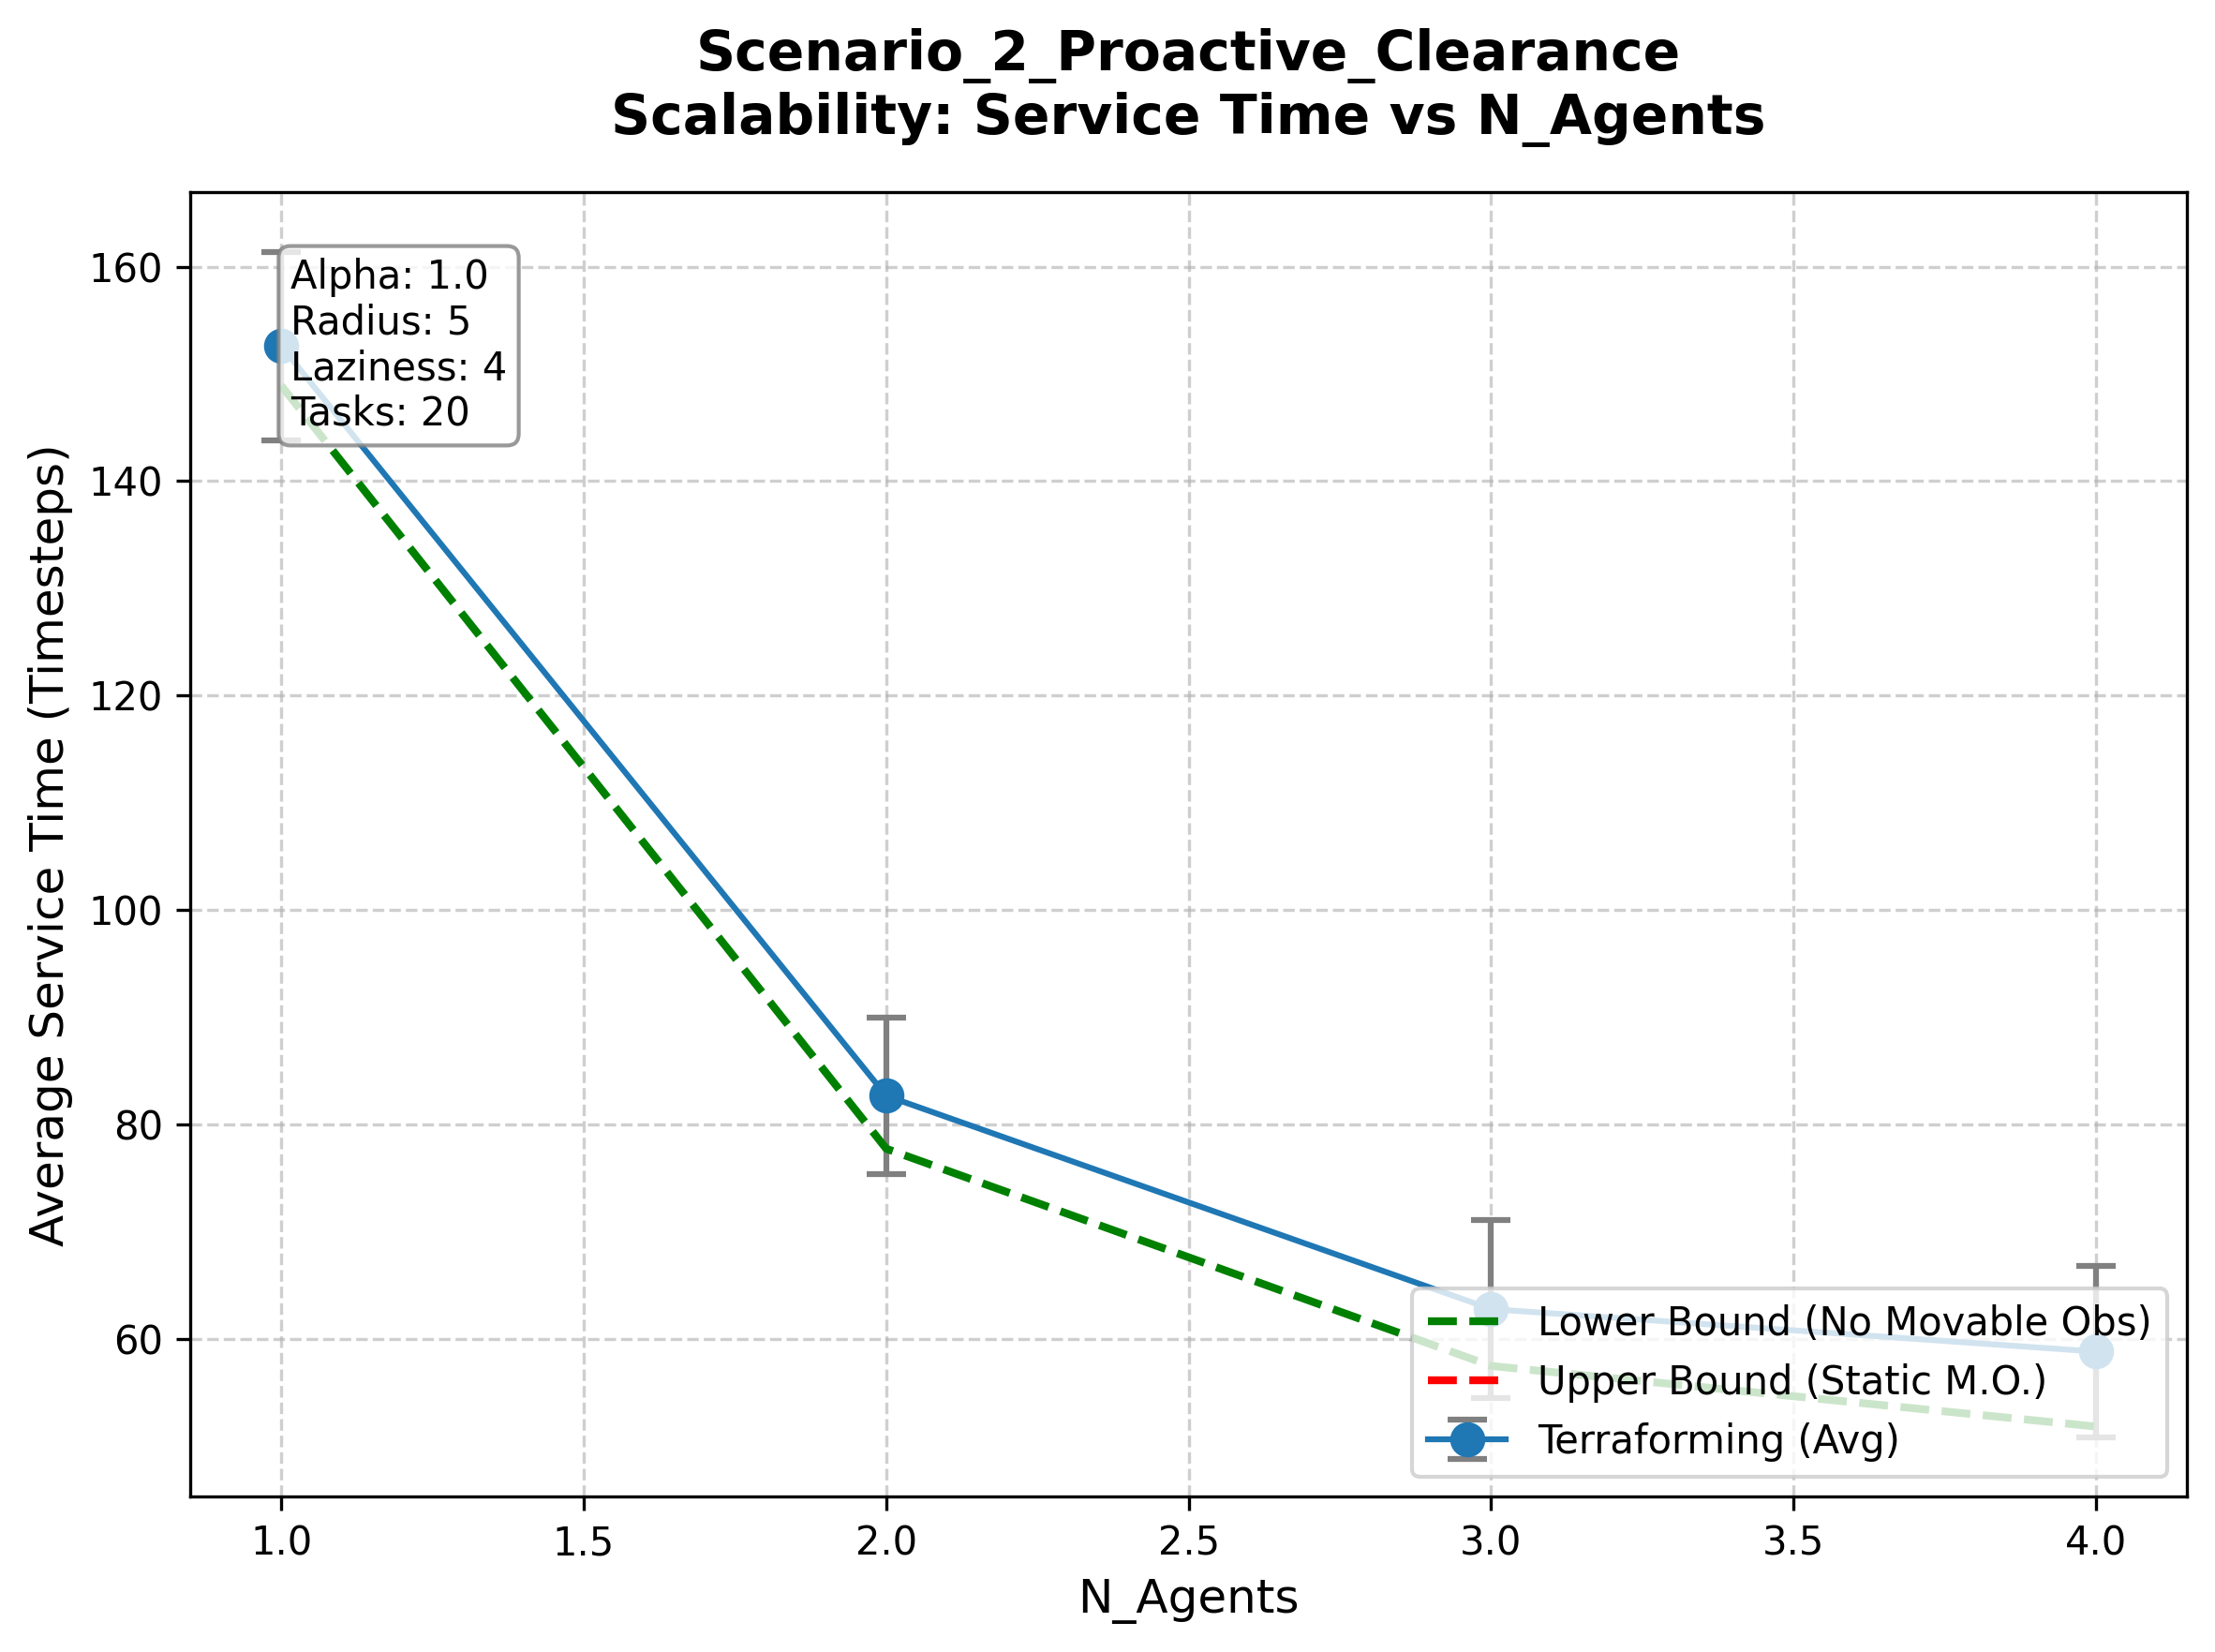 Scenario_2_Proactive_Clearance
Scalability: Service Time vs N_Agents
Average Service Time (Timesteps)
160
140
120
100
80
60
Alpha: 1.0
Radius: 5
Laziness: 4
Tasks: 20
Lower Bound (No Movable Obs)
Upper Bound (Static M.O.)
Terraforming (Avg)
1.0 1.5 2.0 2.5 3.0 3.5 4.0
N_Agents